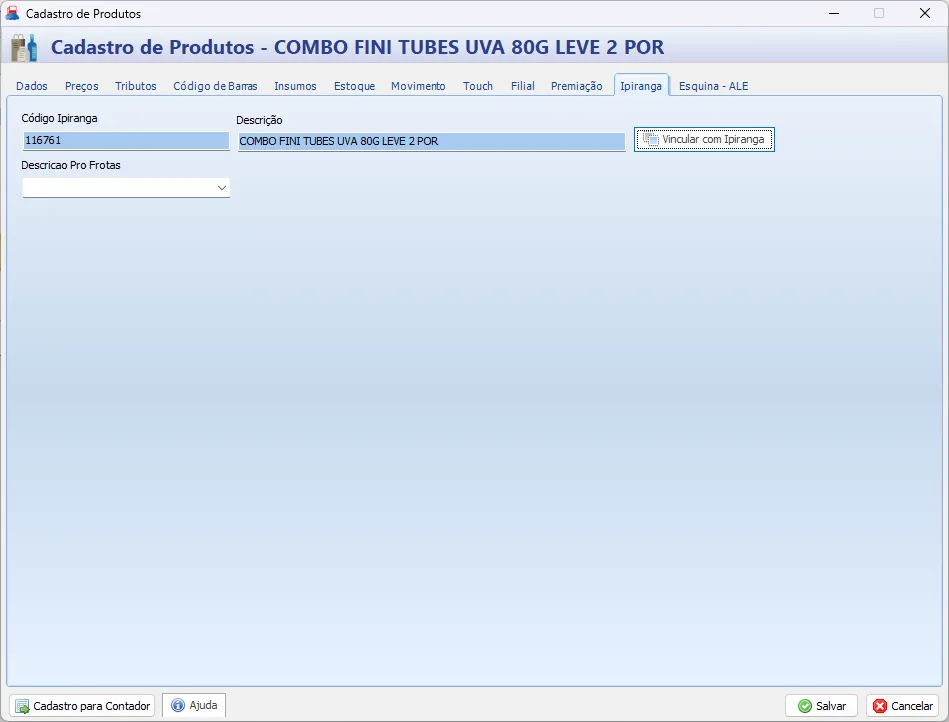 Cadastro de Produtos
Cadastro de Produtos - COMBO FINI TUBES UVA 80G LEVE 2 POR
Dados Preços Tributos Código de Barras Insumos Estoque Movimento Touch Filial Premiação Ipiranga Esquina - ALE
Código Ipiranga Descrição
116761 COMBO FINI TUBES UVA 80G LEVE 2 POR Vincular com Ipiranga
Descricao Pro Frotas
Cadastro para Contador Ajuda Salvar Cancelar